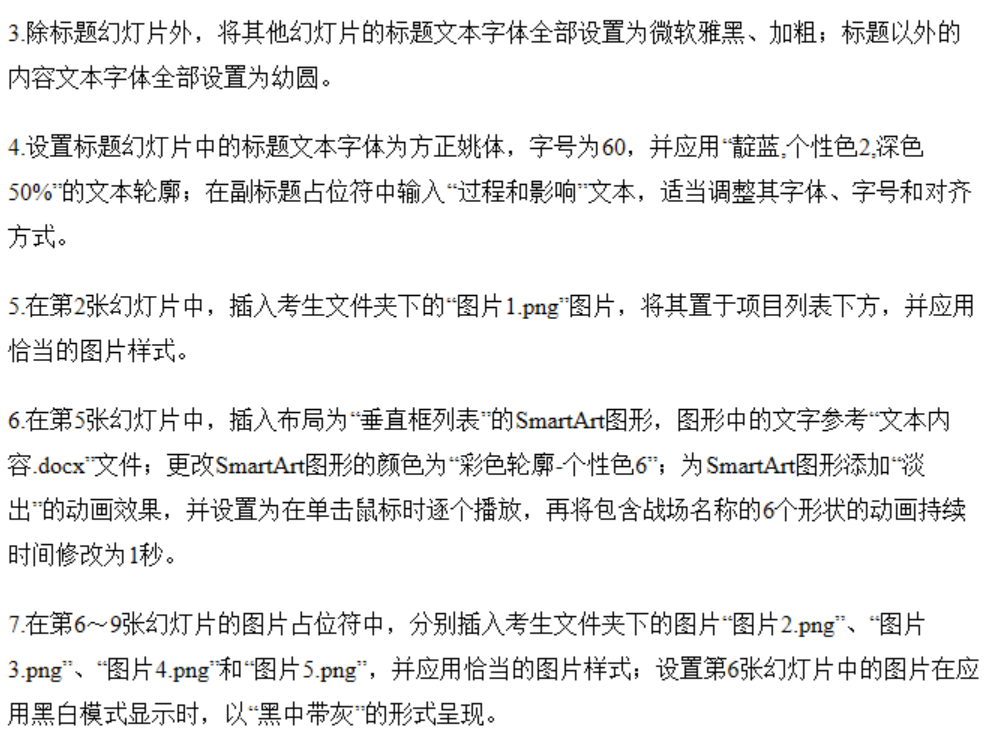 3.除标题幻灯片外，将其他幻灯片的标题文本字体全部设置为微软雅黑、加粗；标题以外的
内容文本字体全部设置为幼圆。
4.设置标题幻灯片中的标题文本字体为方正姚体，字号为60，并应用“靛蓝,个性色2,深色
50%”的文本轮廓；在副标题占位符中输入“过程和影响”文本，适当调整其字体、字号和对齐
方式。
5.在第2张幻灯片中，插入考生文件夹下的“图片1.png”图片，将其置于项目列表下方，并应用
恰当的图片样式。
6.在第5张幻灯片中，插入布局为“垂直框列表”的SmartArt图形，图形中的文字参考“文本内
容.docx”文件；更改SmartArt图形的颜色为“彩色轮廓-个性色6”；为SmartArt图形添加“淡
出”的动画效果，并设置为在单击鼠标时逐个播放，再将包含战场名称的6个形状的动画持续
时间修改为1秒。
7.在第6～9张幻灯片的图片占位符中，分别插入考生文件夹下的图片“图片2.png”、“图片
3.png”、“图片4.png”和“图片5.png”，并应用恰当的图片样式；设置第6张幻灯片中的图片在应
用黑白模式显示时，以“黑中带灰”的形式呈现。